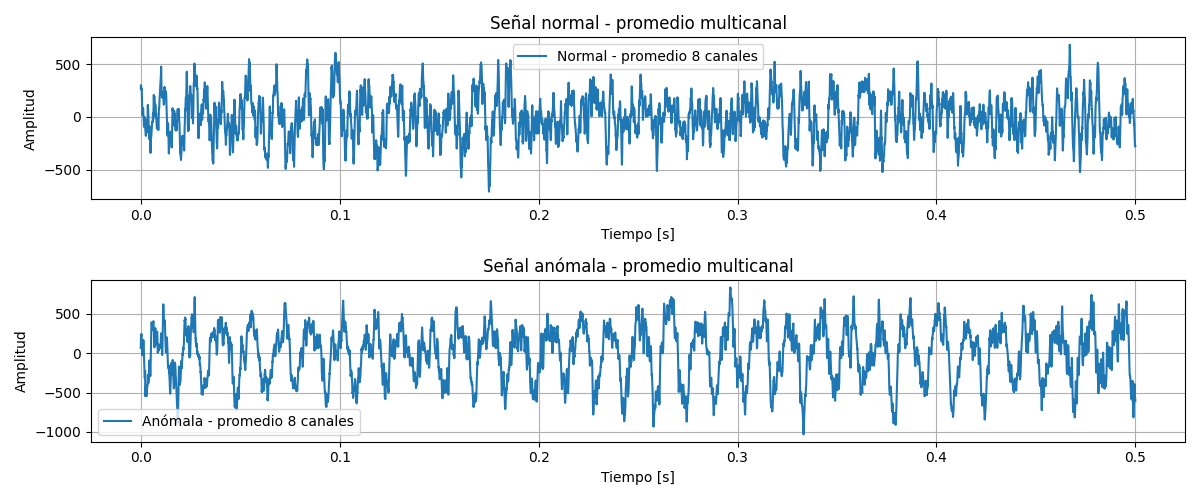 Señal normal - promedio multicanal
Normal - promedio 8 canales
Amplitud
500
0
−500
0.0 0.1 0.2 0.3 0.4 0.5
Tiempo [s]
Señal anómala - promedio multicanal
Amplitud
500
0
−500
−1000
Anómala - promedio 8 canales
0.0 0.1 0.2 0.3 0.4 0.5
Tiempo [s]